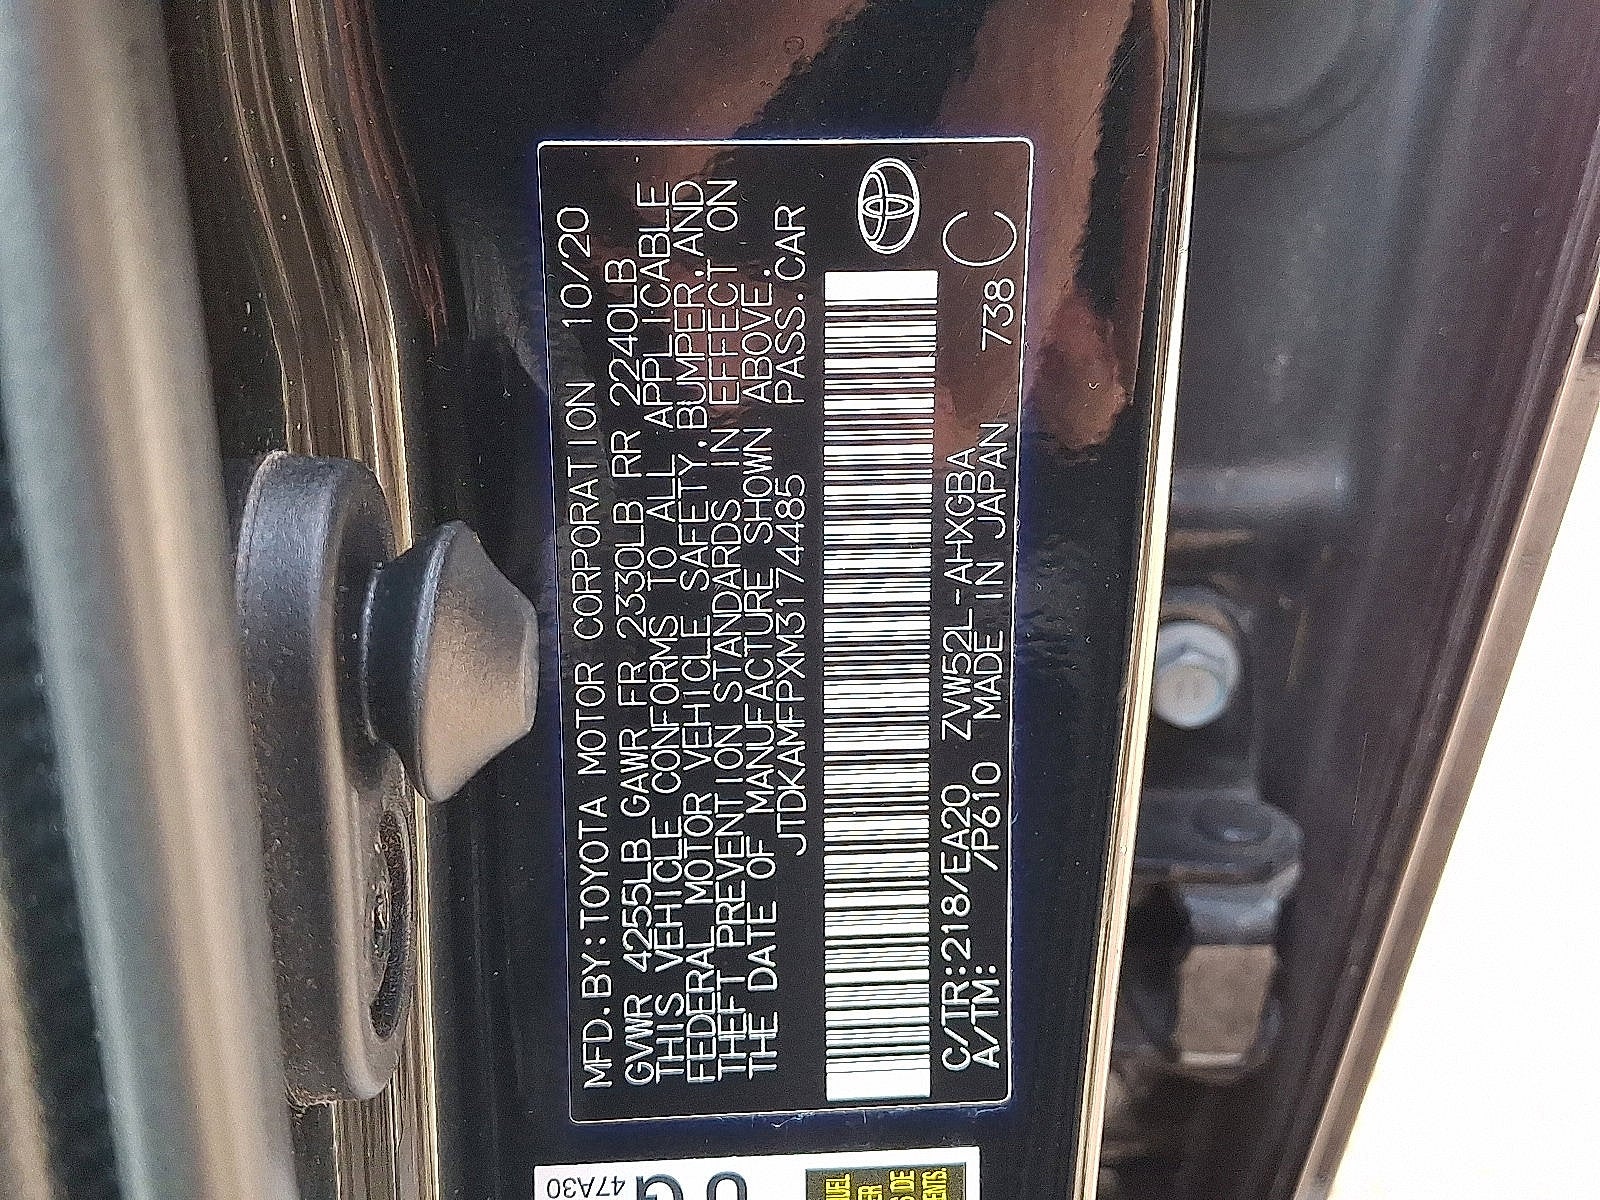 MFD.BY:TOYOTA MOTOR CORPORATION 10/20
GVWR 4255LB GAWR FR 2330LB RR 2240LB
THIS VEHICLE CONFORMS TO ALL APPLICABLE
FEDERAL MOTOR VEHICLE SAFETY,BUMPER,AND
THEFT PREVENTION STANDARDS IN EFFECT ON
THE DATE OF MANUFACTURE SHOWN ABOVE.
JTDKAMFPXM3174485 PASS.CAR
C/TR:218/EA20 ZVW52L-AHXGBA
A/TM: /P610 MADE IN JAPAN 738 C
47A30